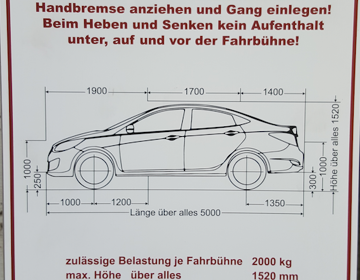 Handbremse anziehen und Gang einlegen!
Beim Heben und Senken kein Aufenthalt
unter, auf und vor der Fahrbühne!
1900 1700 1400
1000
250
300
1000
Höhe über alles 1520
1000 1200 1350
Länge über alles 5000
zulässige Belastung je Fahrbühne 2000 kg
max. Höhe über alles 1520 mm